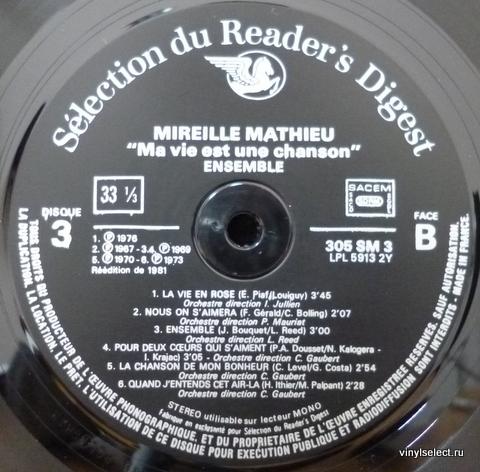 Sélection du Reader's Digest
MIREILLE MATHIEU
"Ma vie est une chanson"
ENSEMBLE
33 1/3
SACEM
DISQUE
3
FACE
B
1. Ⓟ 1976
2. Ⓟ 1967 - 3.4. Ⓟ 1969
5. Ⓟ 1970 - 6. Ⓟ 1973
Réédition de 1981
305 SM 3
LPL 5913 2Y
1. LA VIE EN ROSE (E. Piaf/Louiguy) 3'45
Orchestre direction I. Jullien
2. NOUS ON S'AIMERA (F. Gérald/C. Bolling) 2'07
Orchestre direction P. Mauriat
3. ENSEMBLE (J. Bouquet/L. Reed) 3'00
Orchestre direction L. Reed
4. POUR DEUX CŒURS QUI S'AIMENT (P.A. Dousset/N. Kalogera -
I. Krajac) 3'05 - Orchestre direction C. Gaubert
5. LA CHANSON DE MON BONHEUR (C. Level/G. Costa) 2'54
Orchestre direction C. Gaubert
6. QUAND J'ENTENDS CET AIR-LA (H. Ithier/M. Palpant) 2'28
Orchestre direction C. Gaubert
STEREO utilisable sur lecteur MONO
Fabriqué en exclusivité pour Sélection du Reader's Digest
TOUS DROITS DU PRODUCTEUR DE L'ŒUVRE PHONOGRAPHIQUE, ET DU PROPRIETAIRE DE L'ŒUVRE ENREGISTREE RESERVES. SAUF AUTORISATION,
LA DUPLICATION, LA LOCATION, LE PRET, L'UTILISATION DE CE DISQUE POUR EXECUTION PUBLIQUE ET RADIODIFFUSION SONT INTERDITS - MADE IN FRANCE.
vinylselect.ru